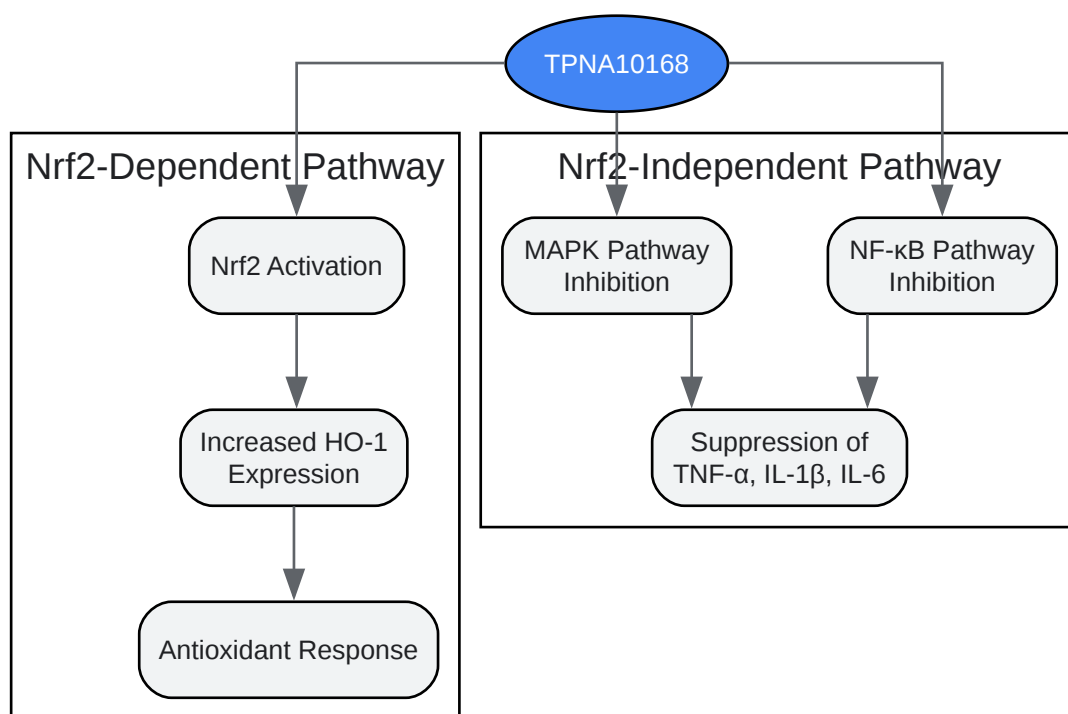 TPNA10168
Nrf2-Dependent Pathway
Nrf2 Activation
Increased HO-1
Expression
Antioxidant Response
Nrf2-Independent Pathway
MAPK Pathway
Inhibition
NF-κB Pathway
Inhibition
Suppression of
TNF-α, IL-1β, IL-6